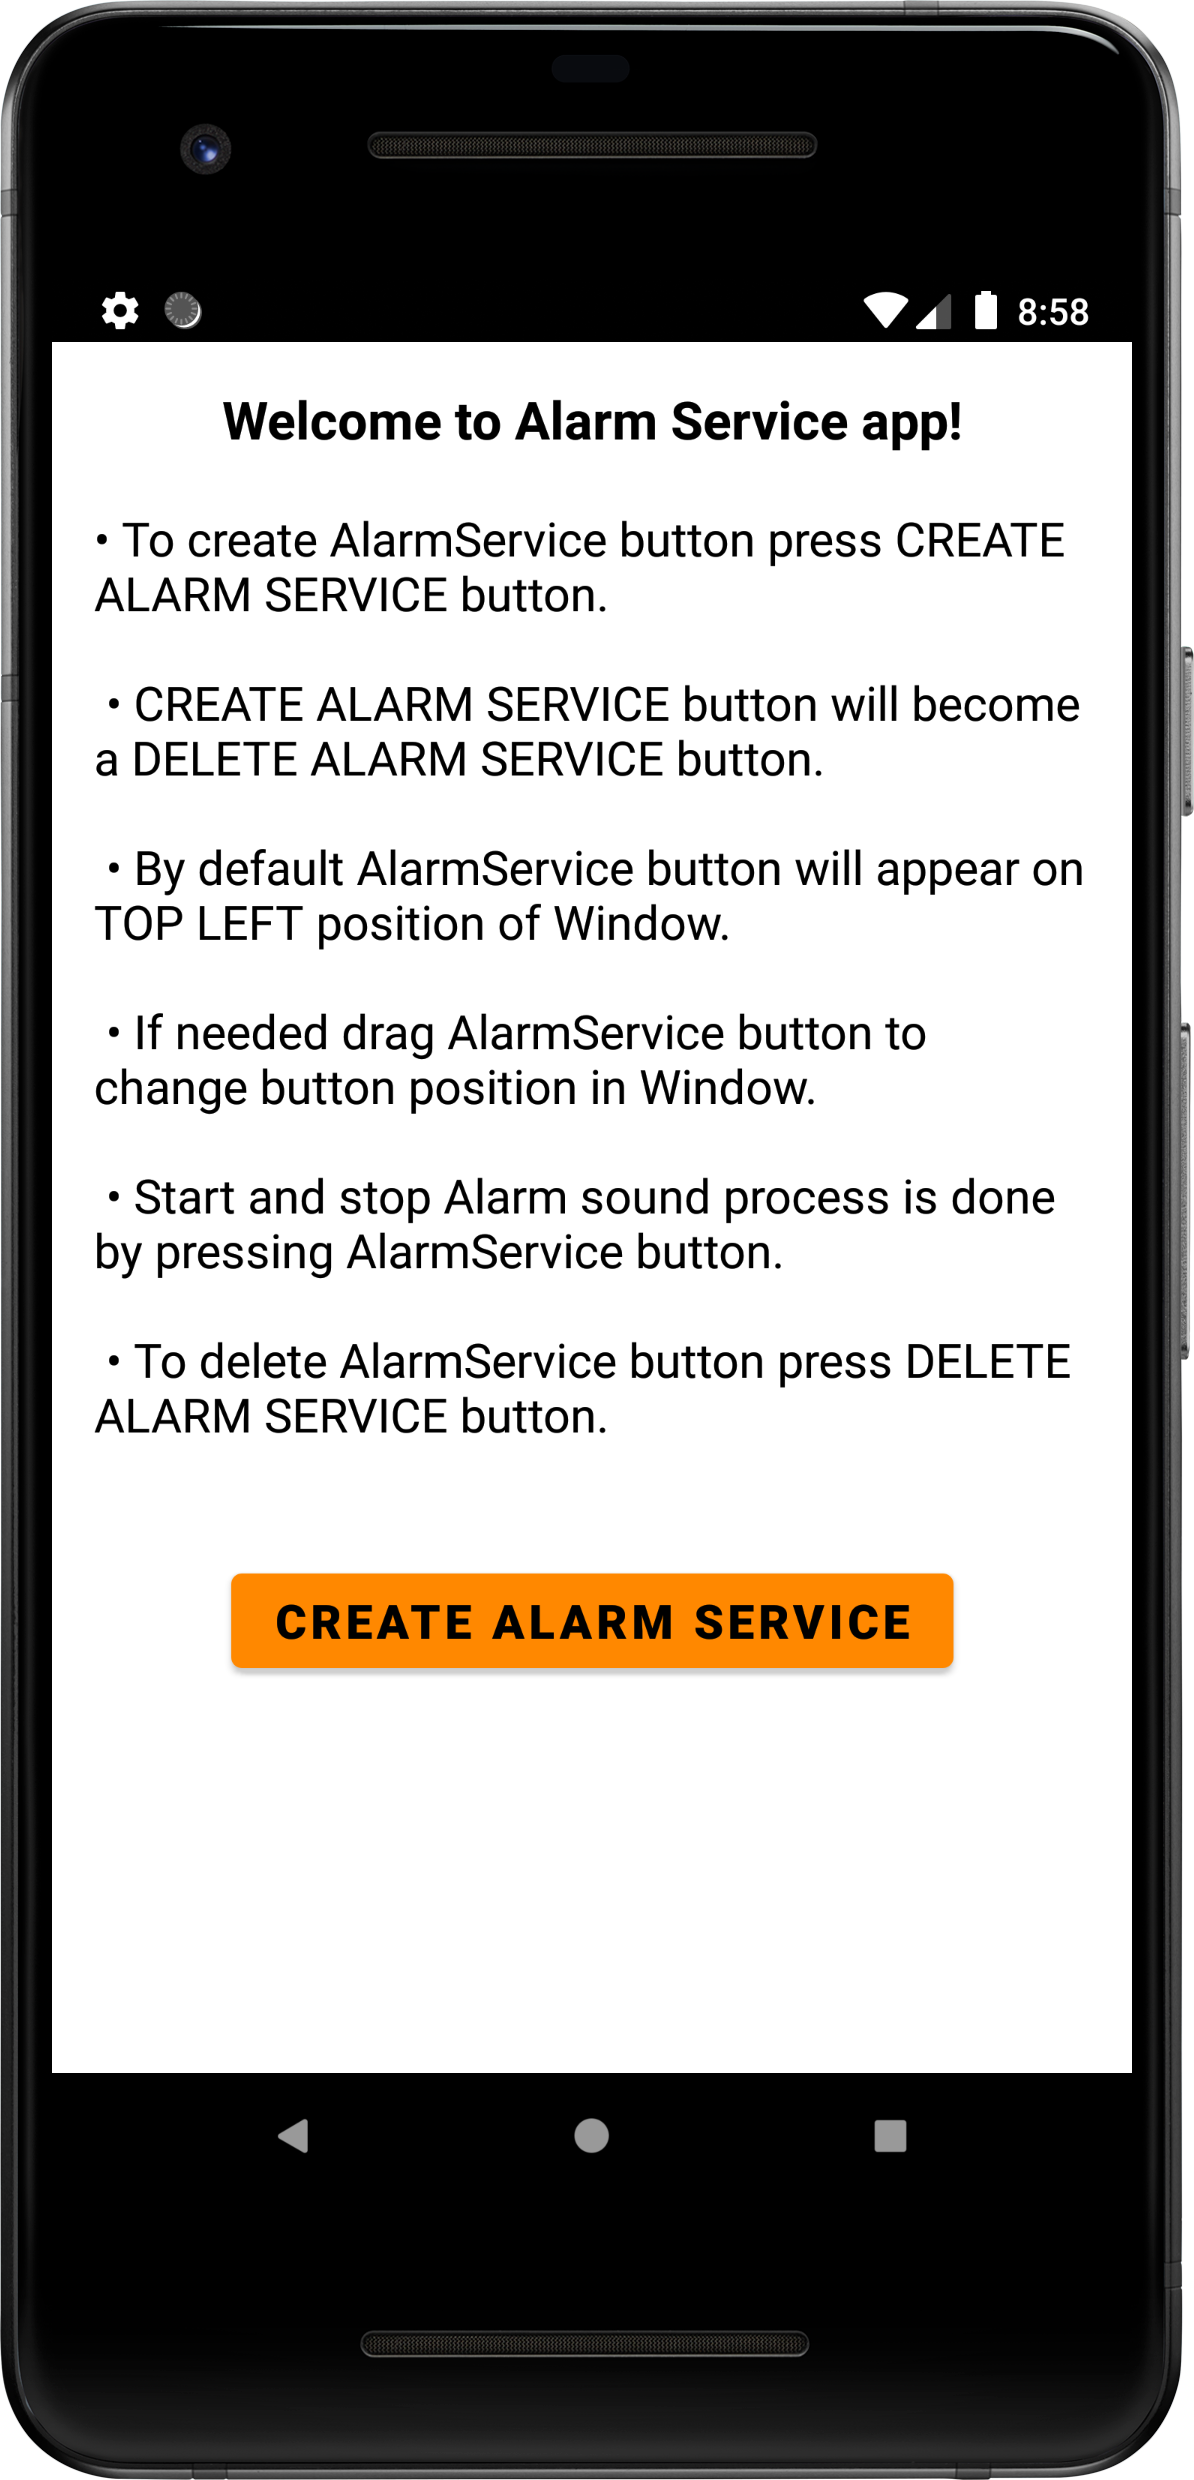 8:58
Welcome to Alarm Service app!
• To create AlarmService button press CREATE
ALARM SERVICE button.
• CREATE ALARM SERVICE button will become
a DELETE ALARM SERVICE button.
• By default AlarmService button will appear on
TOP LEFT position of Window.
• If needed drag AlarmService button to
change button position in Window.
• Start and stop Alarm sound process is done
by pressing AlarmService button.
• To delete AlarmService button press DELETE
ALARM SERVICE button.
CREATE ALARM SERVICE